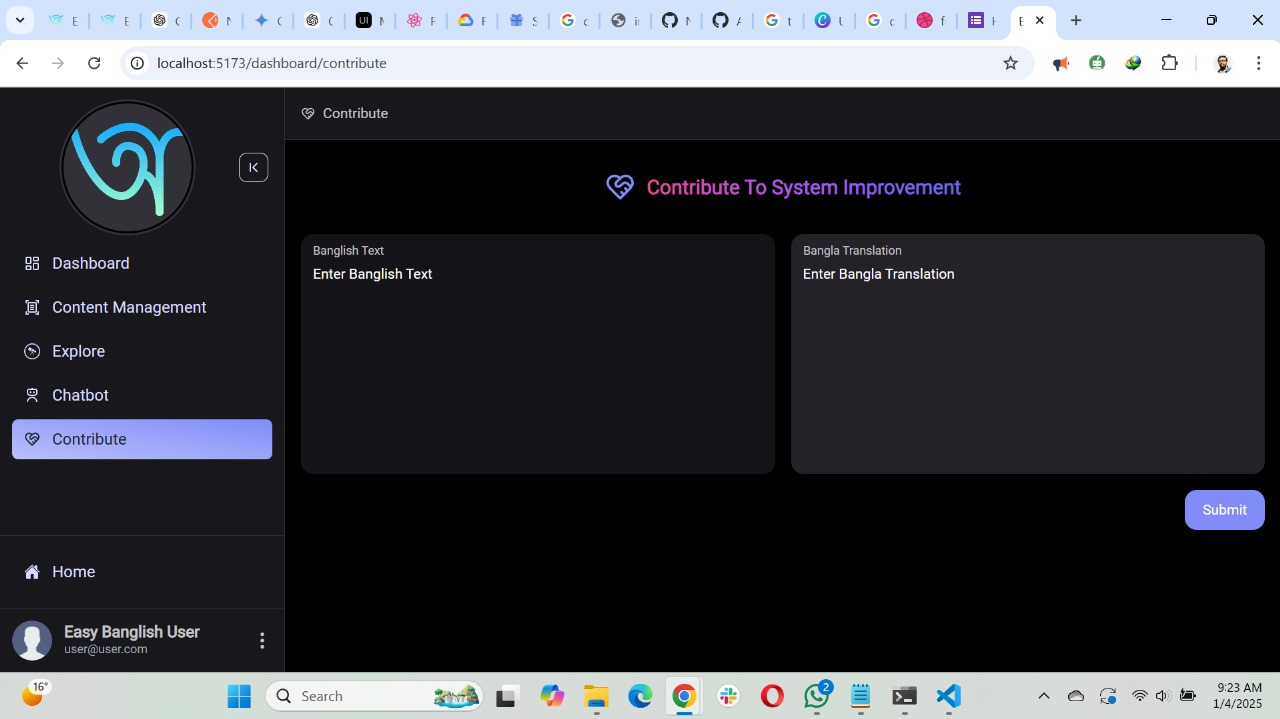 localhost:5173/dashboard/contribute
Contribute
Contribute To System Improvement
Dashboard
Content Management
Explore
Chatbot
Contribute
Home
Easy Banglish User
user@user.com
Banglish Text
Enter Banglish Text
Bangla Translation
Enter Bangla Translation
Submit
16°
Search
2
9:23 AM
1/4/2025